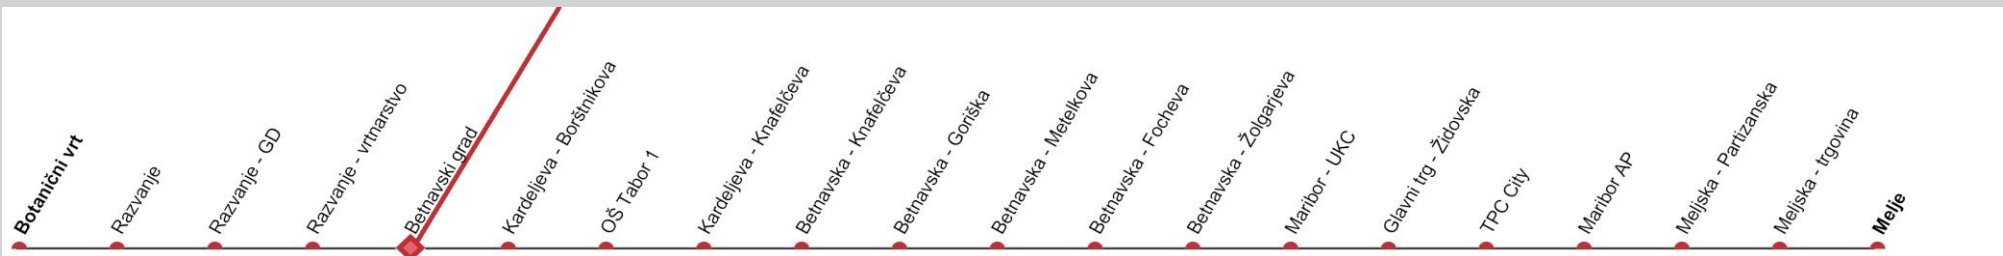 Botanični vrt
Razvanje
Razvanje - GD
Razvanje - vrtnarstvo
Betnavski grad
Kardeljeva - Borštnikova
OŠ Tabor 1
Kardeljeva - Knafelčeva
Betnavska - Knafelčeva
Betnavska - Goriška
Betnavska - Metelkova
Betnavska - Focheva
Betnavska - Žolgarjeva
Maribor - UKC
Glavni trg - Židovska
TPC City
Maribor AP
Meljska - Partizanska
Meljska - trgovina
Melje